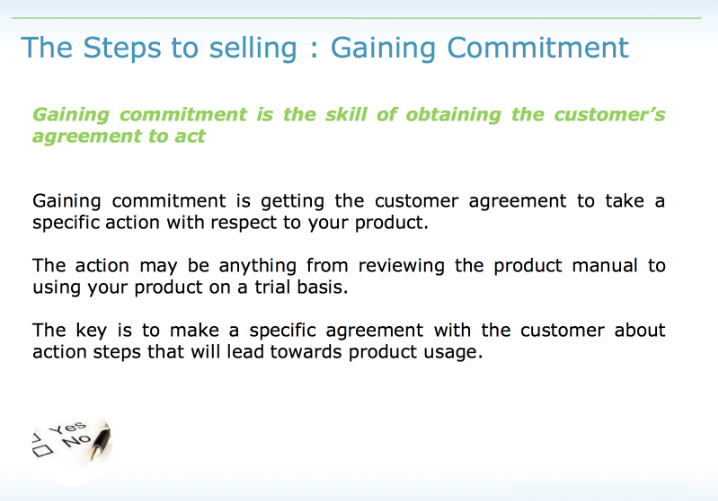 The Steps to selling : Gaining Commitment
Gaining commitment is the skill of obtaining the customer’s
agreement to act
Gaining commitment is getting the customer agreement to take a
specific action with respect to your product.
The action may be anything from reviewing the product manual to
using your product on a trial basis.
The key is to make a specific agreement with the customer about
action steps that will lead towards product usage.
Yes
No